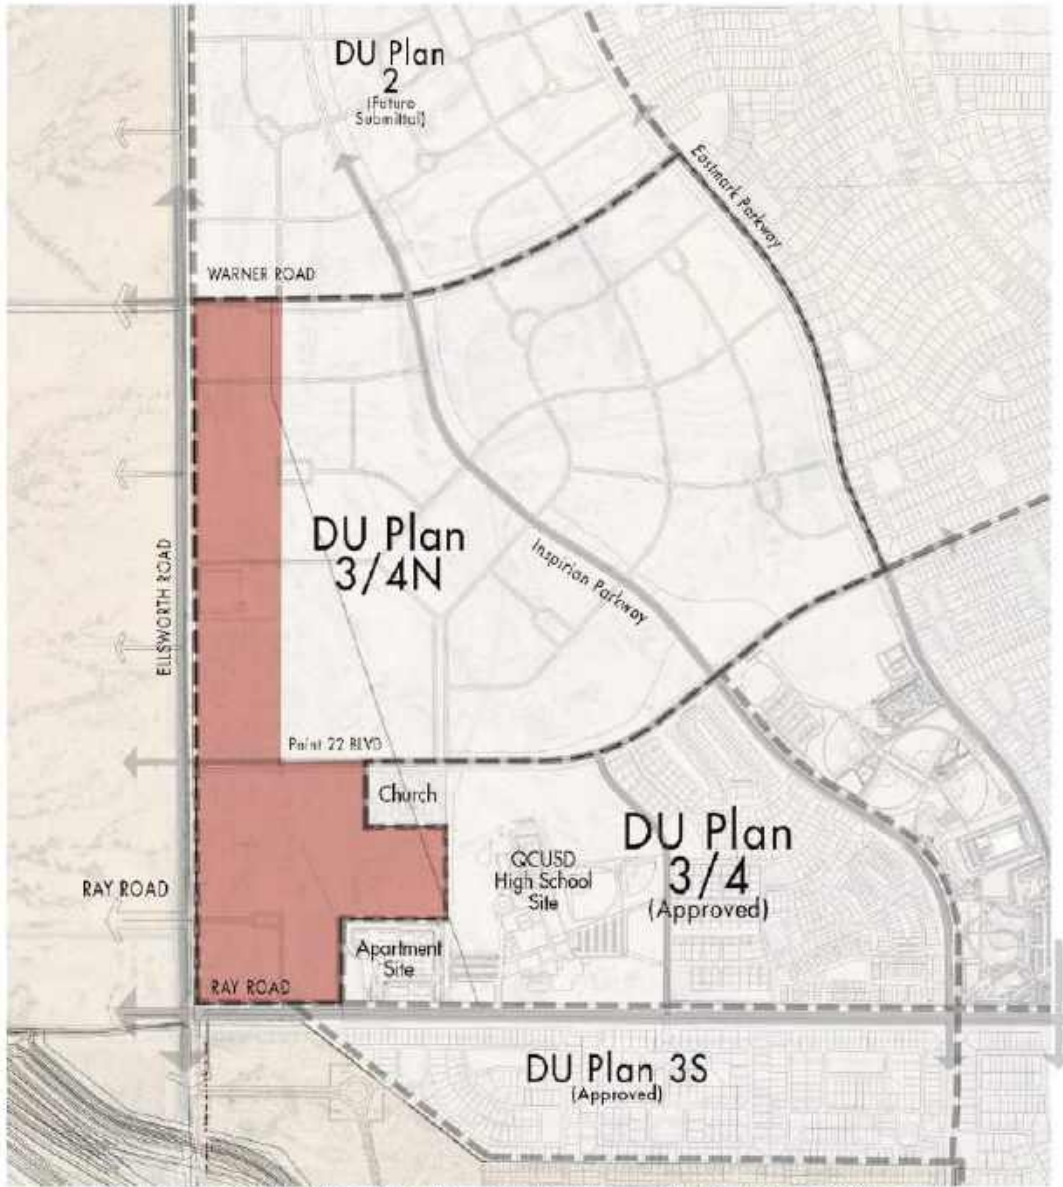 DU Plan
2
(Future
Submittal)
Eastmark Parkway
WARNER ROAD
DU Plan
3/4N
Inspirian Parkway
ELLSWORTH ROAD
Point 22 BLVD
Church
DU Plan
3/4
(Approved)
QCUSD
High School
Site
RAY ROAD
Apartment
Site
RAY ROAD
DU Plan 3S
(Approved)